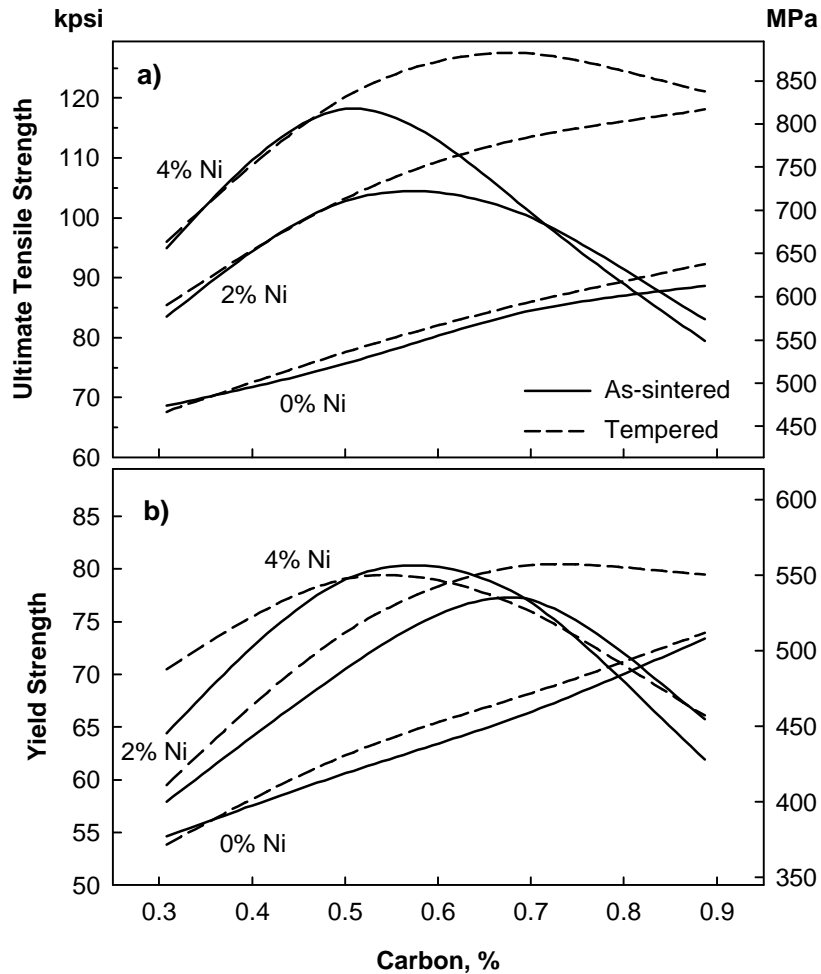 kpsi
MPa
a)
Ultimate Tensile Strength
120
110
100
90
80
70
60
850
800
750
700
650
600
550
500
450
4% Ni
2% Ni
0% Ni
As-sintered
Tempered
b)
Yield Strength
85
80
75
70
65
60
55
50
600
550
500
450
400
350
4% Ni
2% Ni
0% Ni
0.3 0.4 0.5 0.6 0.7 0.8 0.9
Carbon, %